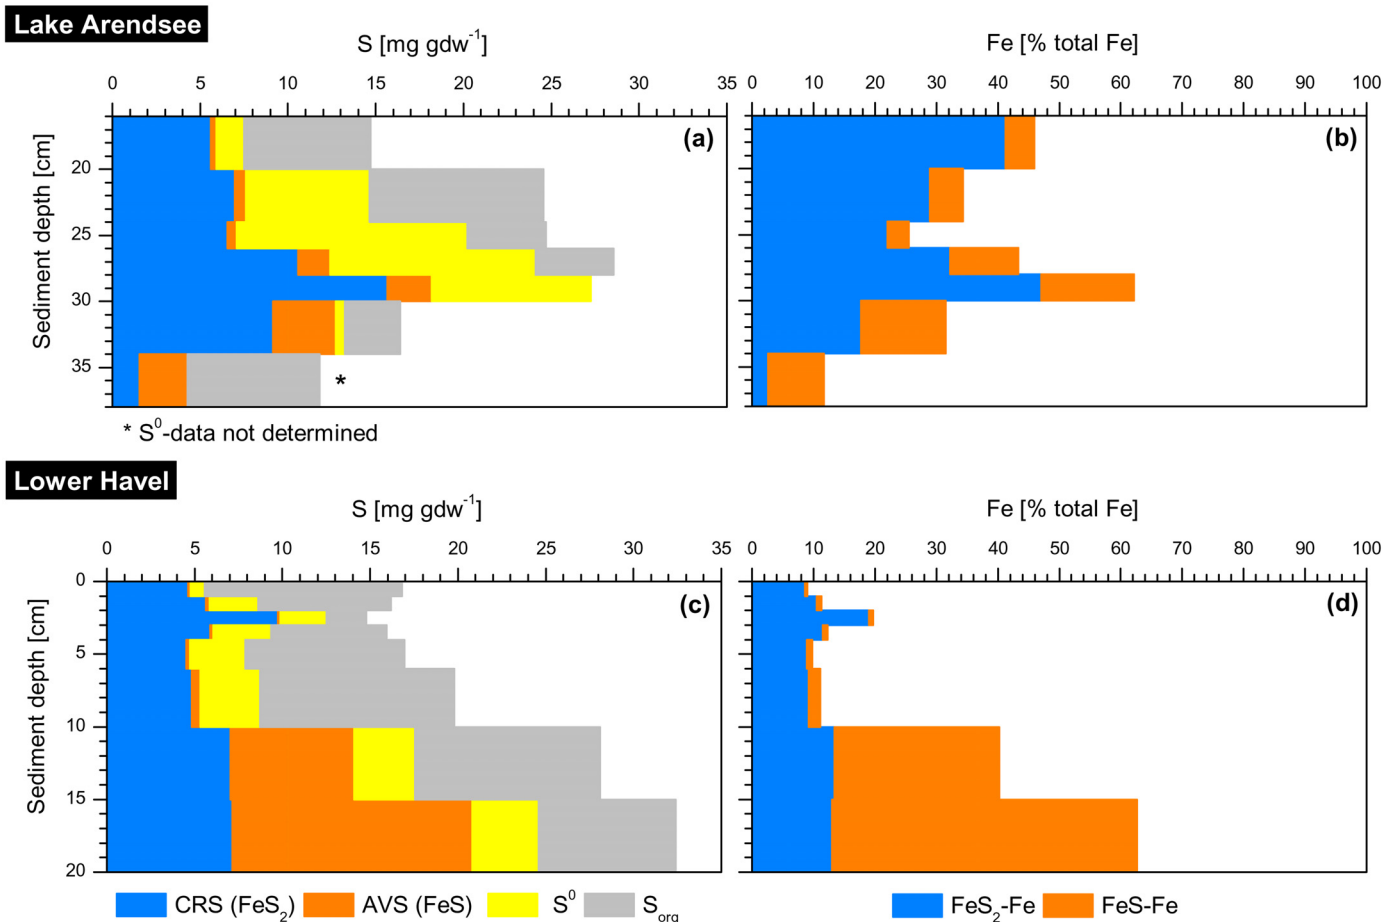 Lake Arendsee
S [mg gdw⁻¹]
Fe [% total Fe]
0 5 10 15 20 25 30 35
0 10 20 30 40 50 60 70 80 90 100
(a)
(b)
Sediment depth [cm]
20
25
30
35
*
* S⁰-data not determined
Lower Havel
S [mg gdw⁻¹]
Fe [% total Fe]
0 5 10 15 20 25 30 35
0 10 20 30 40 50 60 70 80 90 100
(c)
(d)
Sediment depth [cm]
0
5
10
15
20
CRS (FeS₂) AVS (FeS) S⁰ S_org
FeS₂-Fe FeS-Fe